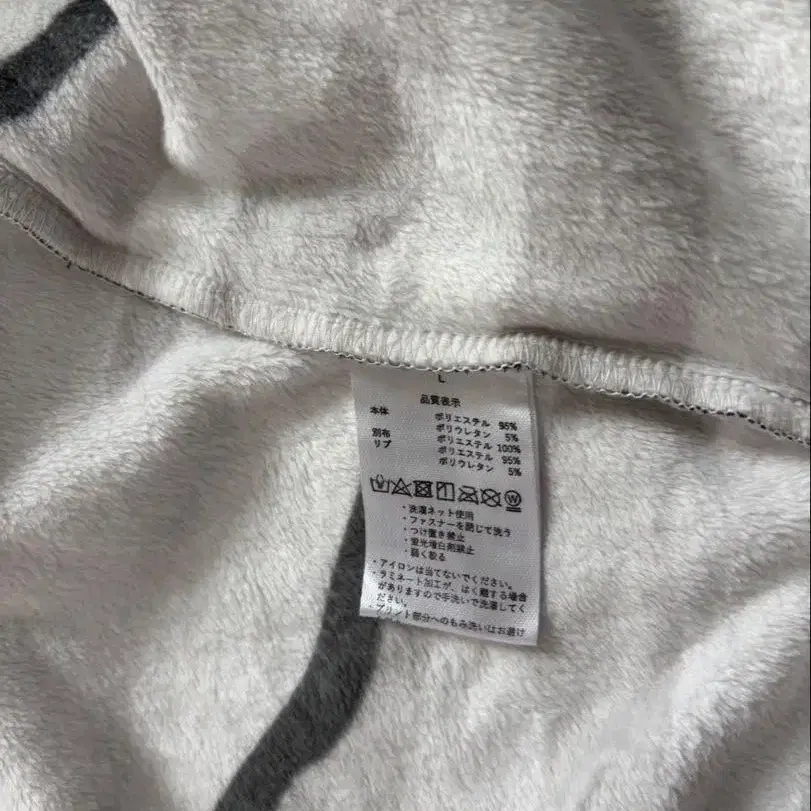 L
品質表示
本体 ポリエステル 95%
ポリウレタン 5%
別布 ポリエステル 100%
リブ ポリエステル 95%
ポリウレタン 5%
・洗濯ネット使用
・ファスナーを閉じて洗う
・つけ置き禁止
・蛍光増白剤禁止
・弱く絞る
・アイロンは当てないでください。
・ラミネート加工が、はく離する場合
がありますので手洗いで洗濯してく
ださい。
・プリント部分へのもみ洗いはお避け